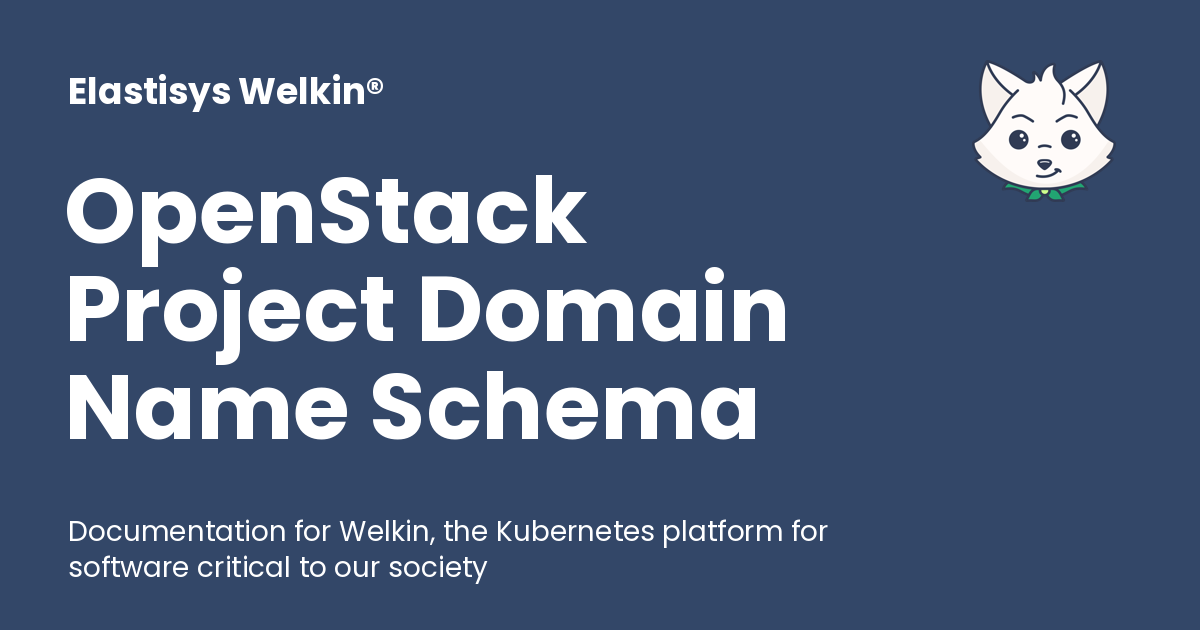 Elastisys Welkin®
OpenStack
Project Domain
Name Schema
Documentation for Welkin, the Kubernetes platform for
software critical to our society